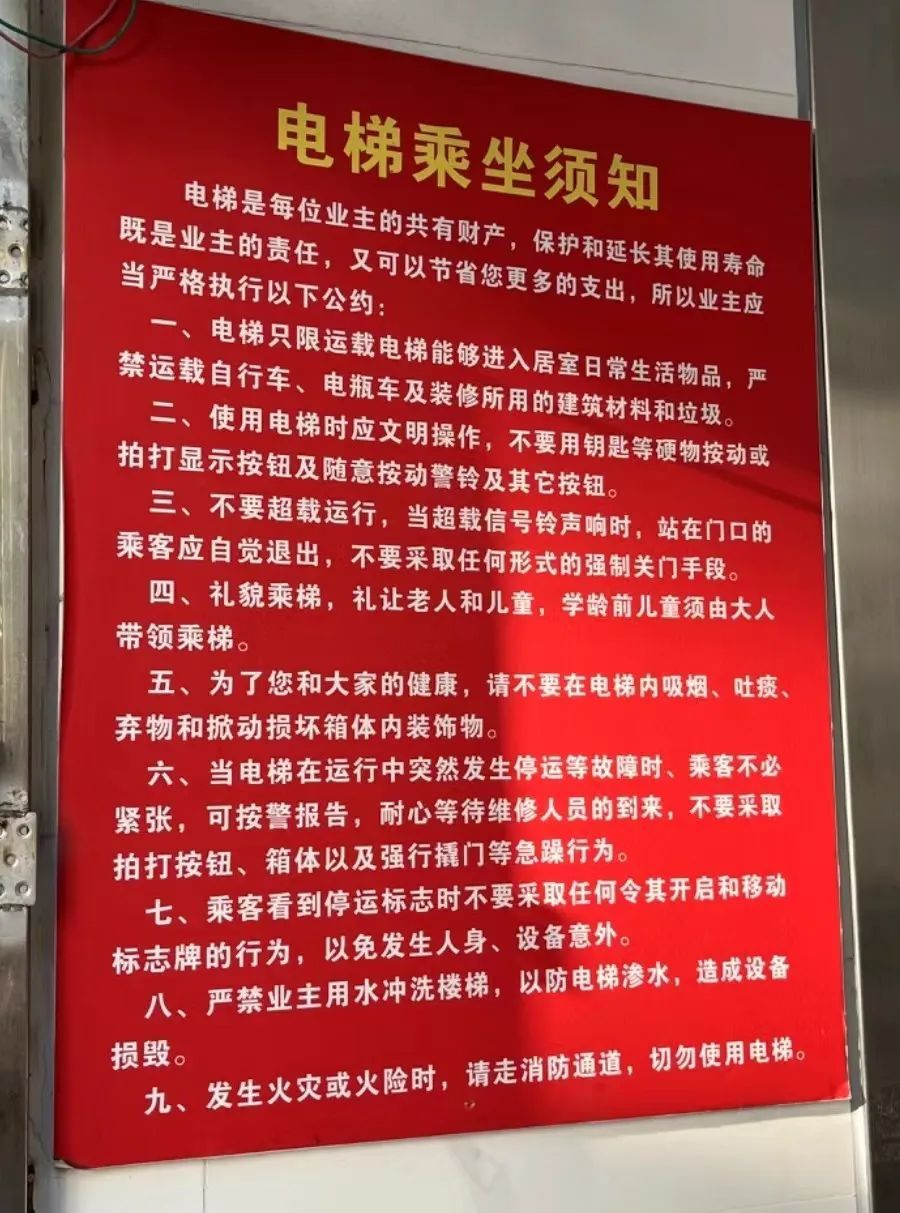 电梯乘坐须知
电梯是每位业主的共有财产，保护和延长其使用寿命
既是业主的责任，又可以节省您更多的支出，所以业主应
当严格执行以下公约：
一、电梯只限运载电梯能够进入居室日常生活物品，严
禁运载自行车、电瓶车及装修所用的建筑材料和垃圾。
二、使用电梯时应文明操作，不要用钥匙等硬物按动或
拍打显示按钮及随意按动警铃及其它按钮。
三、不要超载运行，当超载信号铃声响时，站在门口的
乘客应自觉退出，不要采取任何形式的强制关门手段。
四、礼貌乘梯，礼让老人和儿童，学龄前儿童须由大人
带领乘梯。
五、为了您和大家的健康，请不要在电梯内吸烟、吐痰、
弃物和掀动损坏箱体内装饰物。
六、当电梯在运行中突然发生停运等故障时、乘客不必
紧张，可按警报告，耐心等待维修人员的到来，不要采取
拍打按钮、箱体以及强行撬门等急躁行为。
七、乘客看到停运标志时不要采取任何令其开启和移动
标志牌的行为，以免发生人身、设备意外。
八、严禁业主用水冲洗楼梯，以防电梯渗水，造成设备
损毁。
九、发生火灾或火险时，请走消防通道，切勿使用电梯。